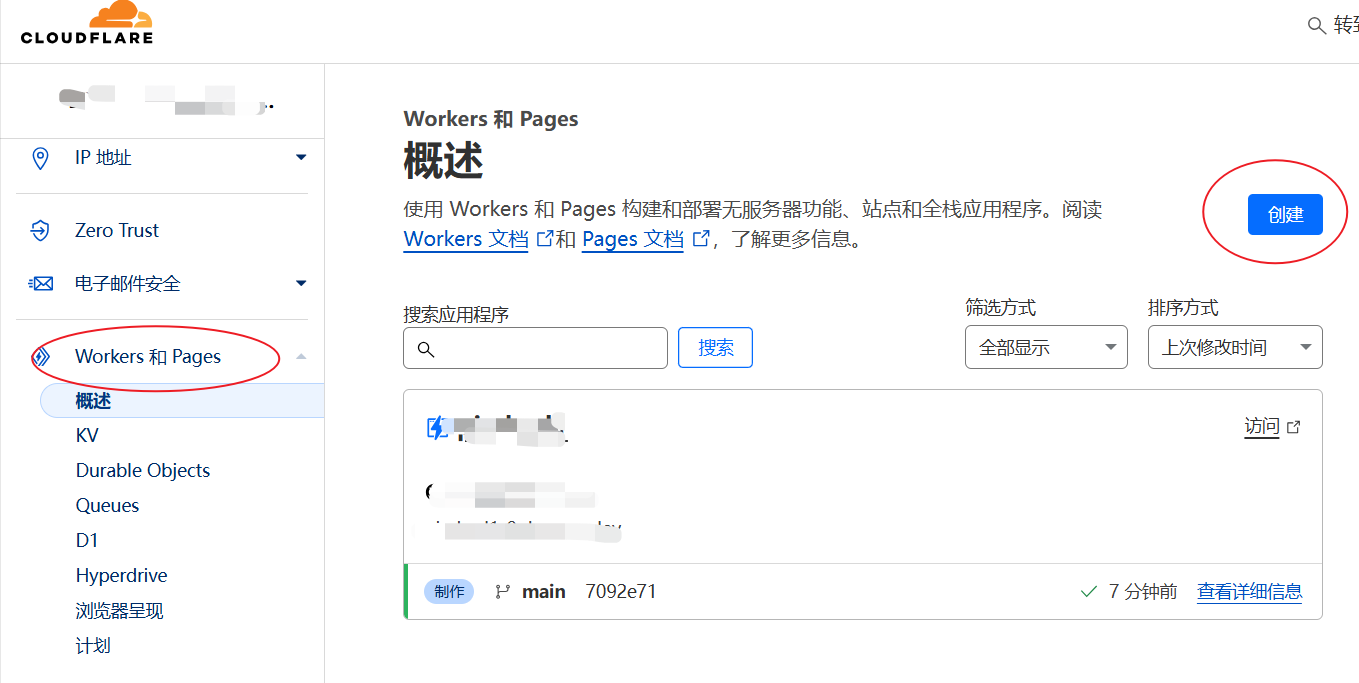 CLOUDFLARE
转到
IP 地址
Zero Trust
电子邮件安全
Workers 和 Pages
概述
KV
Durable Objects
Queues
D1
Hyperdrive
浏览器呈现
计划
Workers 和 Pages
概述
使用 Workers 和 Pages 构建和部署无服务器功能、站点和全栈应用程序。阅读
Workers 文档 和 Pages 文档 ，了解更多信息。
创建
搜索应用程序
搜索
筛选方式
全部显示
排序方式
上次修改时间
访问
制作 main 7092e71
7 分钟前 查看详细信息